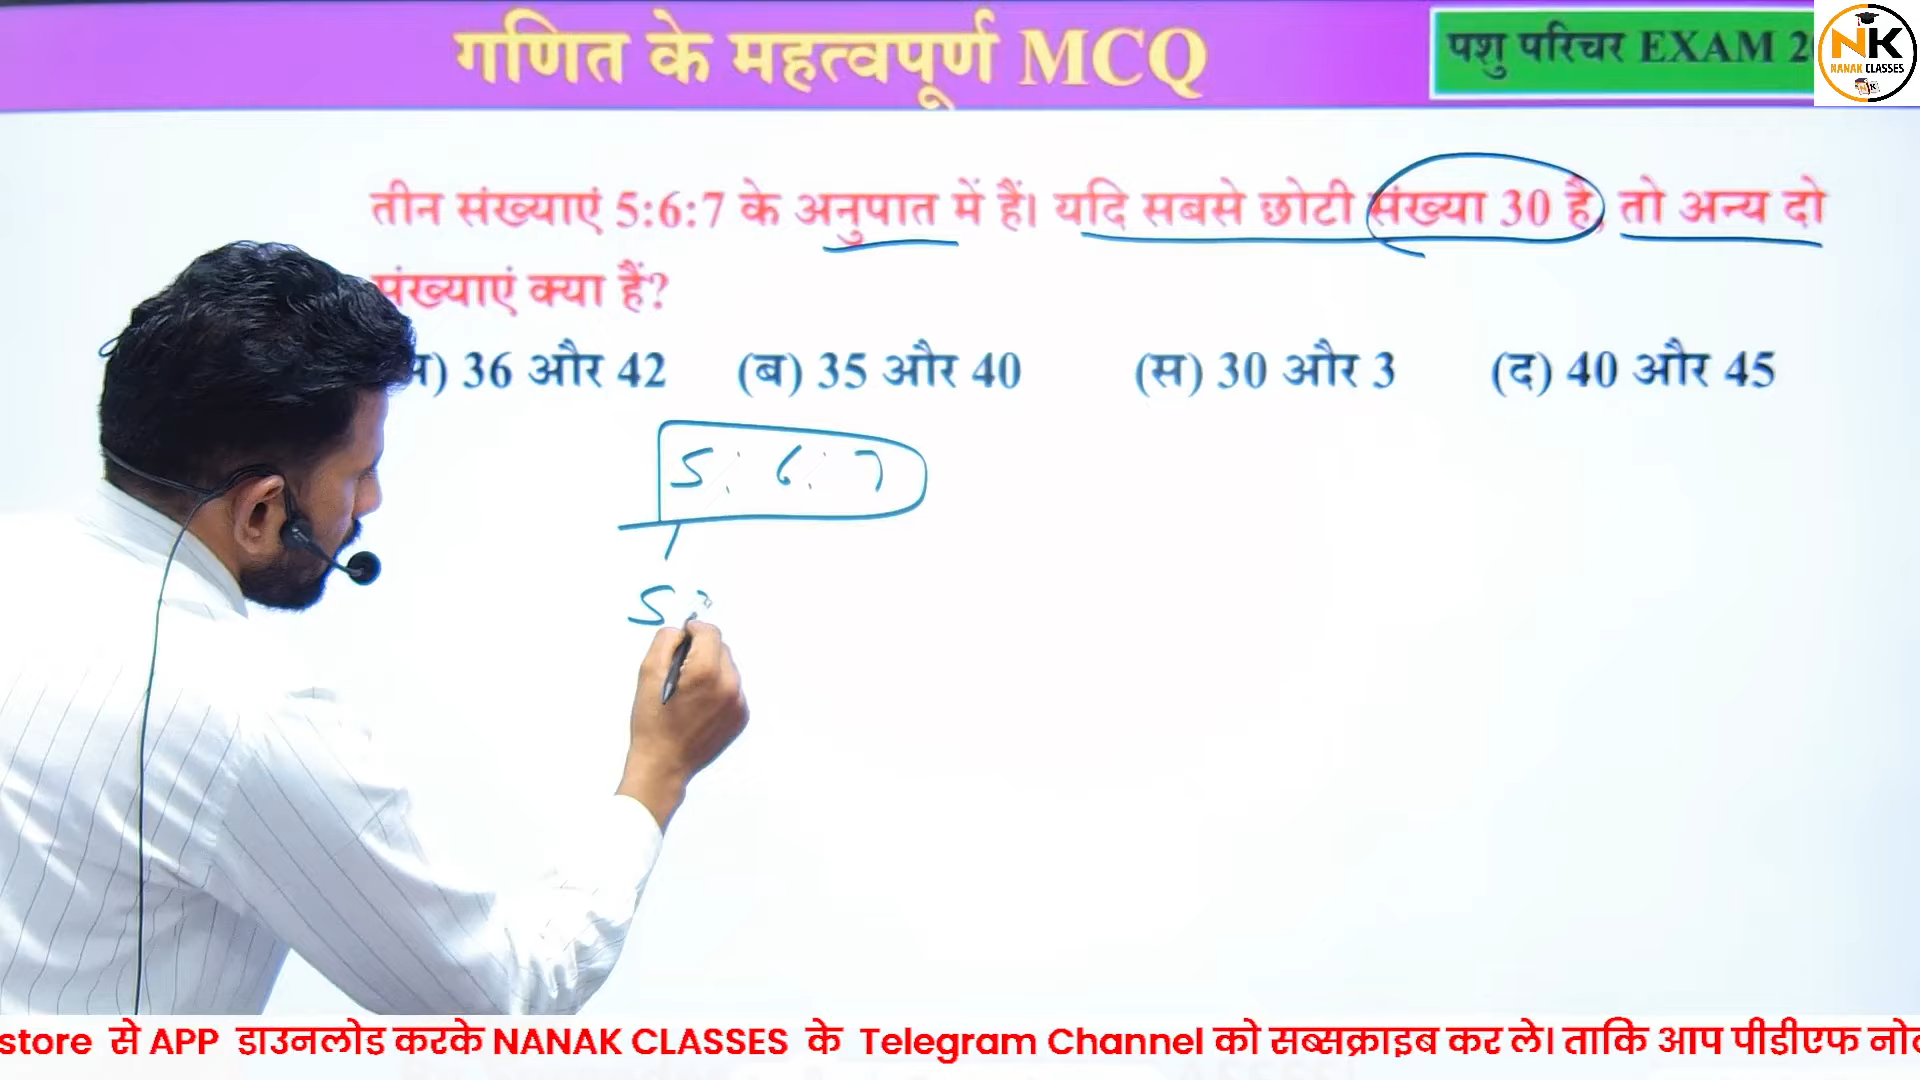 गणित के महत्वपूर्ण MCQ
पशु परिचर EXAM
NK
NANAK CLASSES
तीन संख्याएं 5:6:7 के अनुपात में हैं। यदि सबसे छोटी संख्या 30 है, तो अन्य दो
संख्याएं क्या हैं?
36 और 42 (ब) 35 और 40 (स) 30 और 3 (द) 40 और 45
5 : 6 : 7
5
store से APP डाउनलोड करके NANAK CLASSES के Telegram Channel को सब्सक्राइब कर ले। ताकि आप पीडीएफ